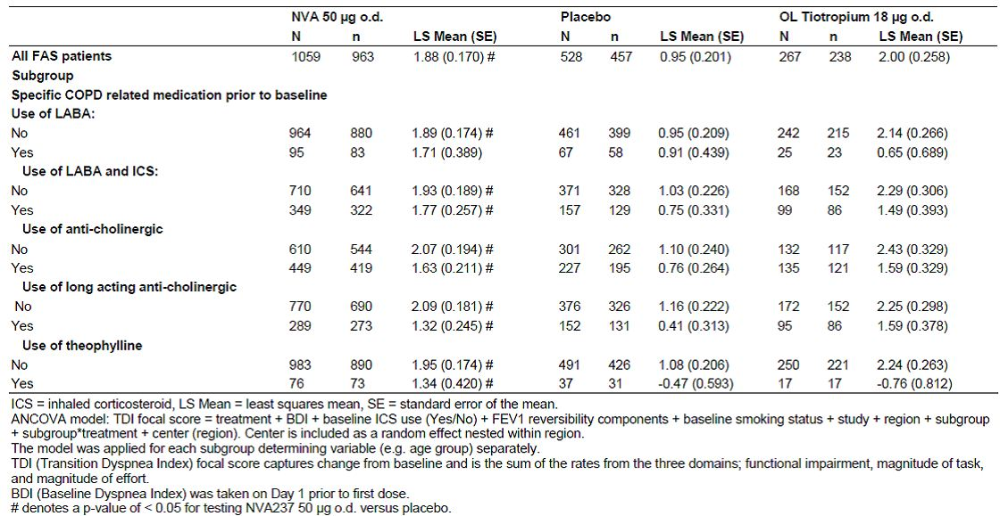 NVA 50 µg o.d. Placebo OL Tiotropium 18 µg o.d.
N n LS Mean (SE) N n LS Mean (SE) N n LS Mean (SE)
All FAS patients 1059 963 1.88 (0.170) # 528 457 0.95 (0.201) 267 238 2.00 (0.258)
Subgroup
Specific COPD related medication prior to baseline
Use of LABA:
No 964 880 1.89 (0.174) # 461 399 0.95 (0.209) 242 215 2.14 (0.266)
Yes 95 83 1.71 (0.389) 67 58 0.91 (0.439) 25 23 0.65 (0.689)
Use of LABA and ICS:
No 710 641 1.93 (0.189) # 371 328 1.03 (0.226) 168 152 2.29 (0.306)
Yes 349 322 1.77 (0.257) # 157 129 0.75 (0.331) 99 86 1.49 (0.393)
Use of anti-cholinergic
No 610 544 2.07 (0.194) # 301 262 1.10 (0.240) 132 117 2.43 (0.329)
Yes 449 419 1.63 (0.211) # 227 195 0.76 (0.264) 135 121 1.59 (0.329)
Use of long acting anti-cholinergic
No 770 690 2.09 (0.181) # 376 326 1.16 (0.222) 172 152 2.25 (0.298)
Yes 289 273 1.32 (0.245) # 152 131 0.41 (0.313) 95 86 1.59 (0.378)
Use of theophylline
No 983 890 1.95 (0.174) # 491 426 1.08 (0.206) 250 221 2.24 (0.263)
Yes 76 73 1.34 (0.420) # 37 31 -0.47 (0.593) 17 17 -0.76 (0.812)
ICS = inhaled corticosteroid, LS Mean = least squares mean, SE = standard error of the mean.
ANCOVA model: TDI focal score = treatment + BDI + baseline ICS use (Yes/No) + FEV1 reversibility components + baseline smoking status + study + region + subgroup
+ subgroup*treatment + center (region). Center is included as a random effect nested within region.
The model was applied for each subgroup determining variable (e.g. age group) separately.
TDI (Transition Dyspnea Index) focal score captures change from baseline and is the sum of the rates from the three domains; functional impairment, magnitude of task,
and magnitude of effort.
BDI (Baseline Dyspnea Index) was taken on Day 1 prior to first dose.
# denotes a p-value of < 0.05 for testing NVA237 50 µg o.d. versus placebo.